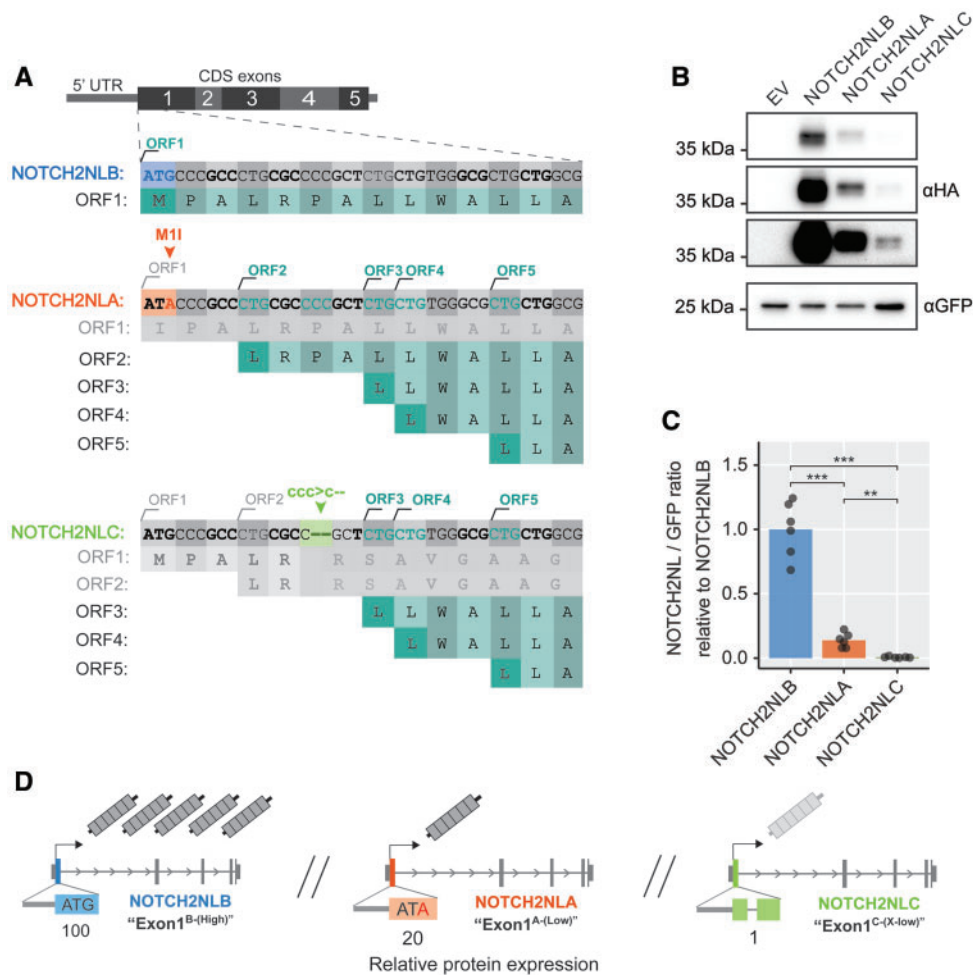 A
5' UTR
CDS exons
1 2 3 4 5
ORF1
NOTCH2NLB: ATGCCCGCCCTGCGCCCCGCTCTGCTGTGGGCGCTGCTGGCG
ORF1: M P A L R P A L L W A L L A
M1I
ORF1 ORF2 ORF3 ORF4 ORF5
NOTCH2NLA: ATACCCGCCCTGCGCCCCGCTCTGCTGTGGGCGCTGCTGGCG
ORF1: I P A L R P A L L W A L L A
ORF2: L R P A L L W A L L A
ORF3: L L W A L L A
ORF4: L W A L L A
ORF5: L L A
ccc>c--
ORF1 ORF2 ORF3 ORF4 ORF5
NOTCH2NLC: ATGCCCGCCCTGCGCC--GCTCTGCTGTGGGCGCTGCTGGCG
ORF1: M P A L R R S A V G A A G
ORF2: L R R S A V G A A G
ORF3: L L W A L L A
ORF4: L W A L L A
ORF5: L L A
B
EV NOTCH2NLB NOTCH2NLA NOTCH2NLC
35 kDa
35 kDa αHA
35 kDa
25 kDa αGFP
C
NOTCH2NL / GFP ratio
relative to NOTCH2NLB
***
*** **
1.5
1.0
0.5
0.0
NOTCH2NLB NOTCH2NLA NOTCH2NLC
D
NOTCH2NLB
ATG "Exon1B-(High)"
100
NOTCH2NLA
ATA "Exon1A-(Low)"
20
NOTCH2NLC
"Exon1C-(X-low)"
1
Relative protein expression